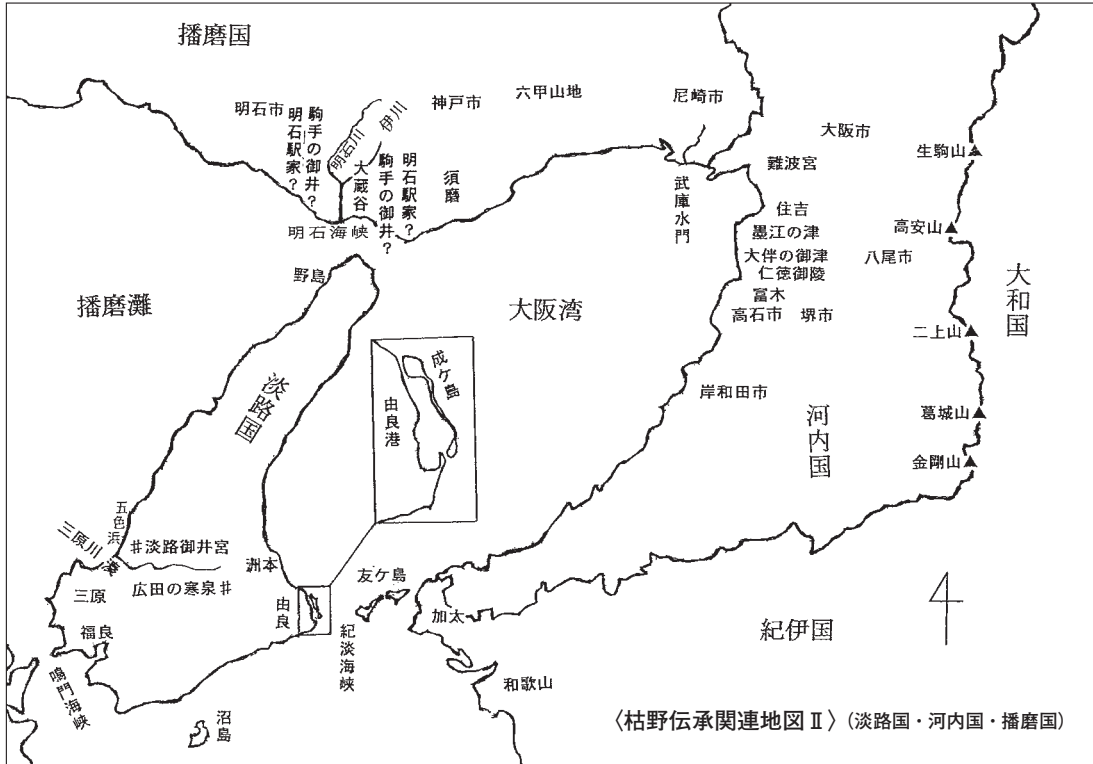 播磨国
明石市
明石駅家?
駒手の御井?
明石川
伊川
大蔵谷
駒手の御井?
明石駅家?
神戸市
須磨
六甲山地
尼崎市
武庫水門
大阪市
難波宮
住吉
墨江の津
大伴の御津
仁徳御陵
冨木
高石市
堺市
八尾市
生駒山▲
高安山▲
二上山▲
葛城山▲
金剛山▲
大和国
明石海峡
野島
播磨灘
大阪湾
淡路国
成ケ島
由良港
岸和田市
河内国
五色浜
三原川
湊
♯淡路御井宮
広田の寒泉♯
三原
福良
洲本
由良
友ケ島
紀淡海峡
加太
紀伊国
和歌山
鳴門海峡
沼島
〈枯野伝承関連地図Ⅱ〉(淡路国・河内国・播磨国)